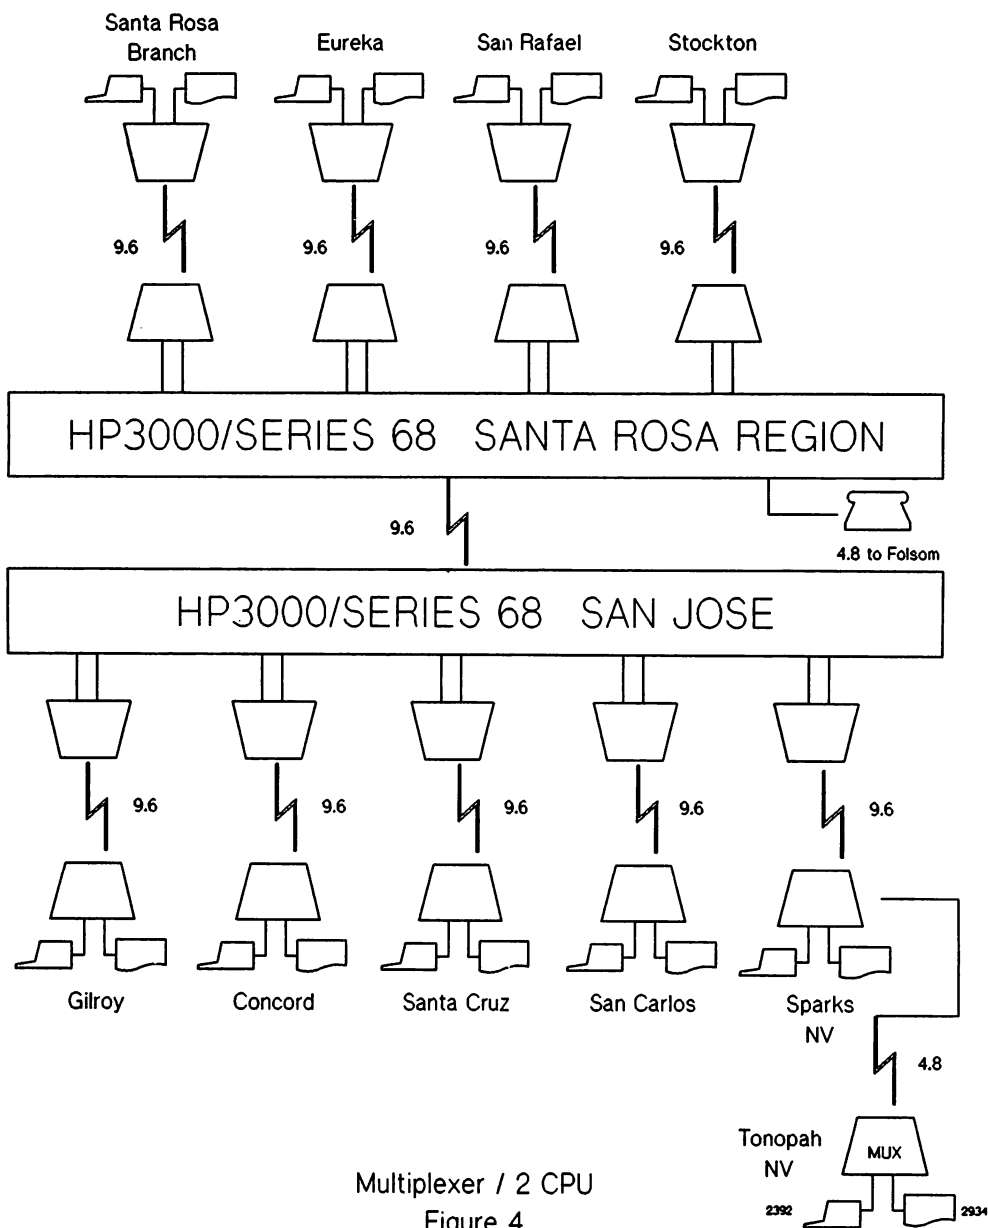 Santa Rosa
Branch
Eureka
San Rafael
Stockton
9.6
9.6
9.6
9.6
HP3000/SERIES 68 SANTA ROSA REGION
9.6
4.8 to Folsom
HP3000/SERIES 68 SAN JOSE
9.6
9.6
9.6
9.6
9.6
Gilroy
Concord
Santa Cruz
San Carlos
Sparks
NV
4.8
Tonopah
NV
MUX
2392
2934
Multiplexer / 2 CPU
Figure 4